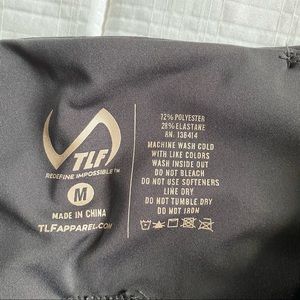 TLF
REDEFINE IMPOSSIBLE™
M
MADE IN CHINA
TLFAPPAREL.COM
72% POLYESTER
28% ELASTANE
RN. 136414
MACHINE WASH COLD
WITH LIKE COLORS
WASH INSIDE OUT
DO NOT BLEACH
DO NOT USE SOFTENERS
LINE DRY
DO NOT TUMBLE DRY
DO NOT IRON